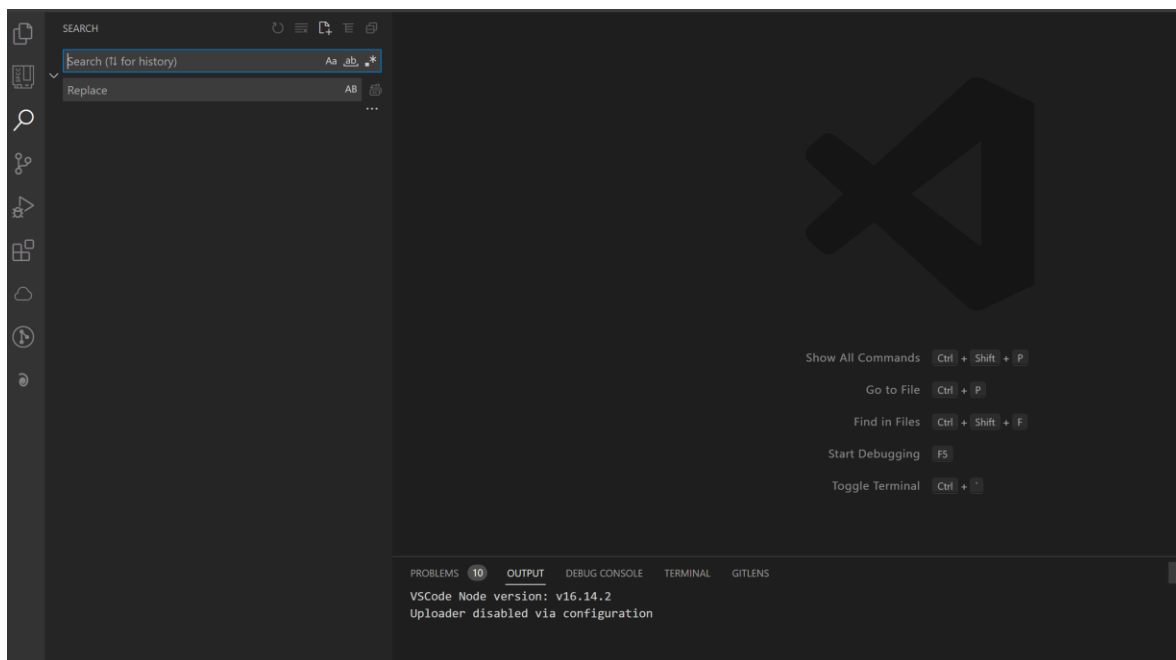 SEARCH
Search (⇅ for history)
Aa ab .*
Replace
AB
...
Show All Commands Ctrl + Shift + P
Go to File Ctrl + P
Find in Files Ctrl + Shift + F
Start Debugging F5
Toggle Terminal Ctrl + `
PROBLEMS 10 OUTPUT DEBUG CONSOLE TERMINAL GITLENS
VSCode Node version: v16.14.2
Uploader disabled via configuration